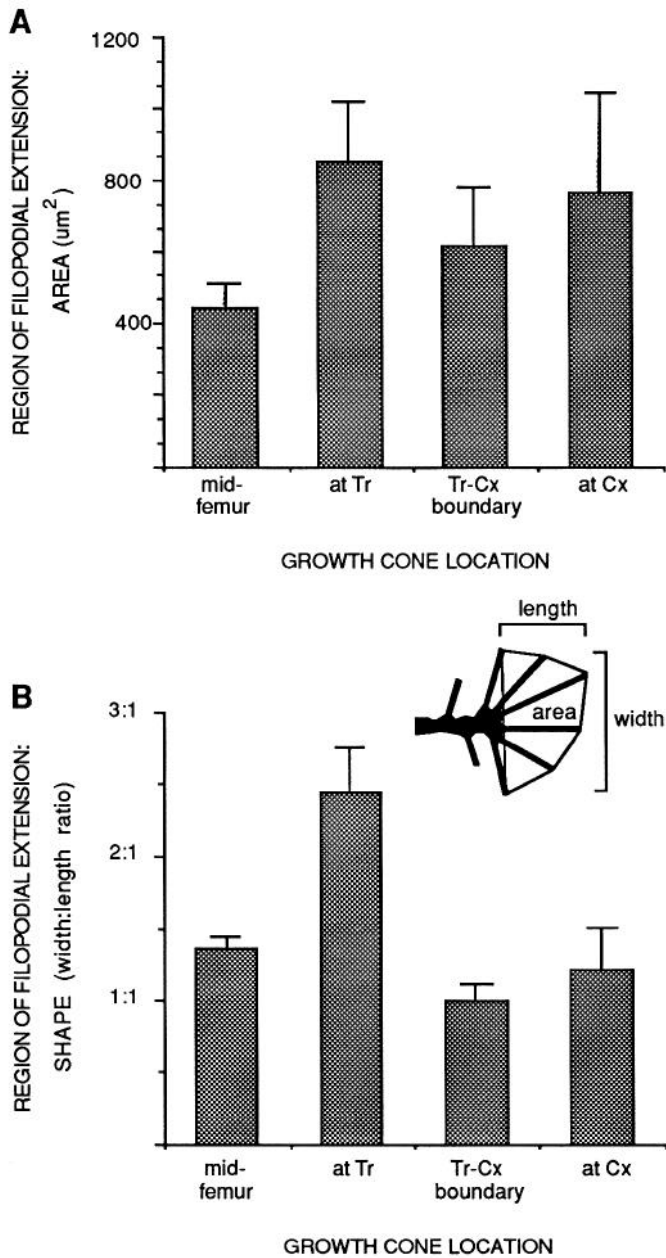 A
REGION OF FILOPODIAL EXTENSION:
AREA (um²)
1200
800
400
mid-
femur
at Tr
Tr-Cx
boundary
at Cx
GROWTH CONE LOCATION
B
REGION OF FILOPODIAL EXTENSION:
SHAPE (width:length ratio)
length
area
width
3:1
2:1
1:1
mid-
femur
at Tr
Tr-Cx
boundary
at Cx
GROWTH CONE LOCATION